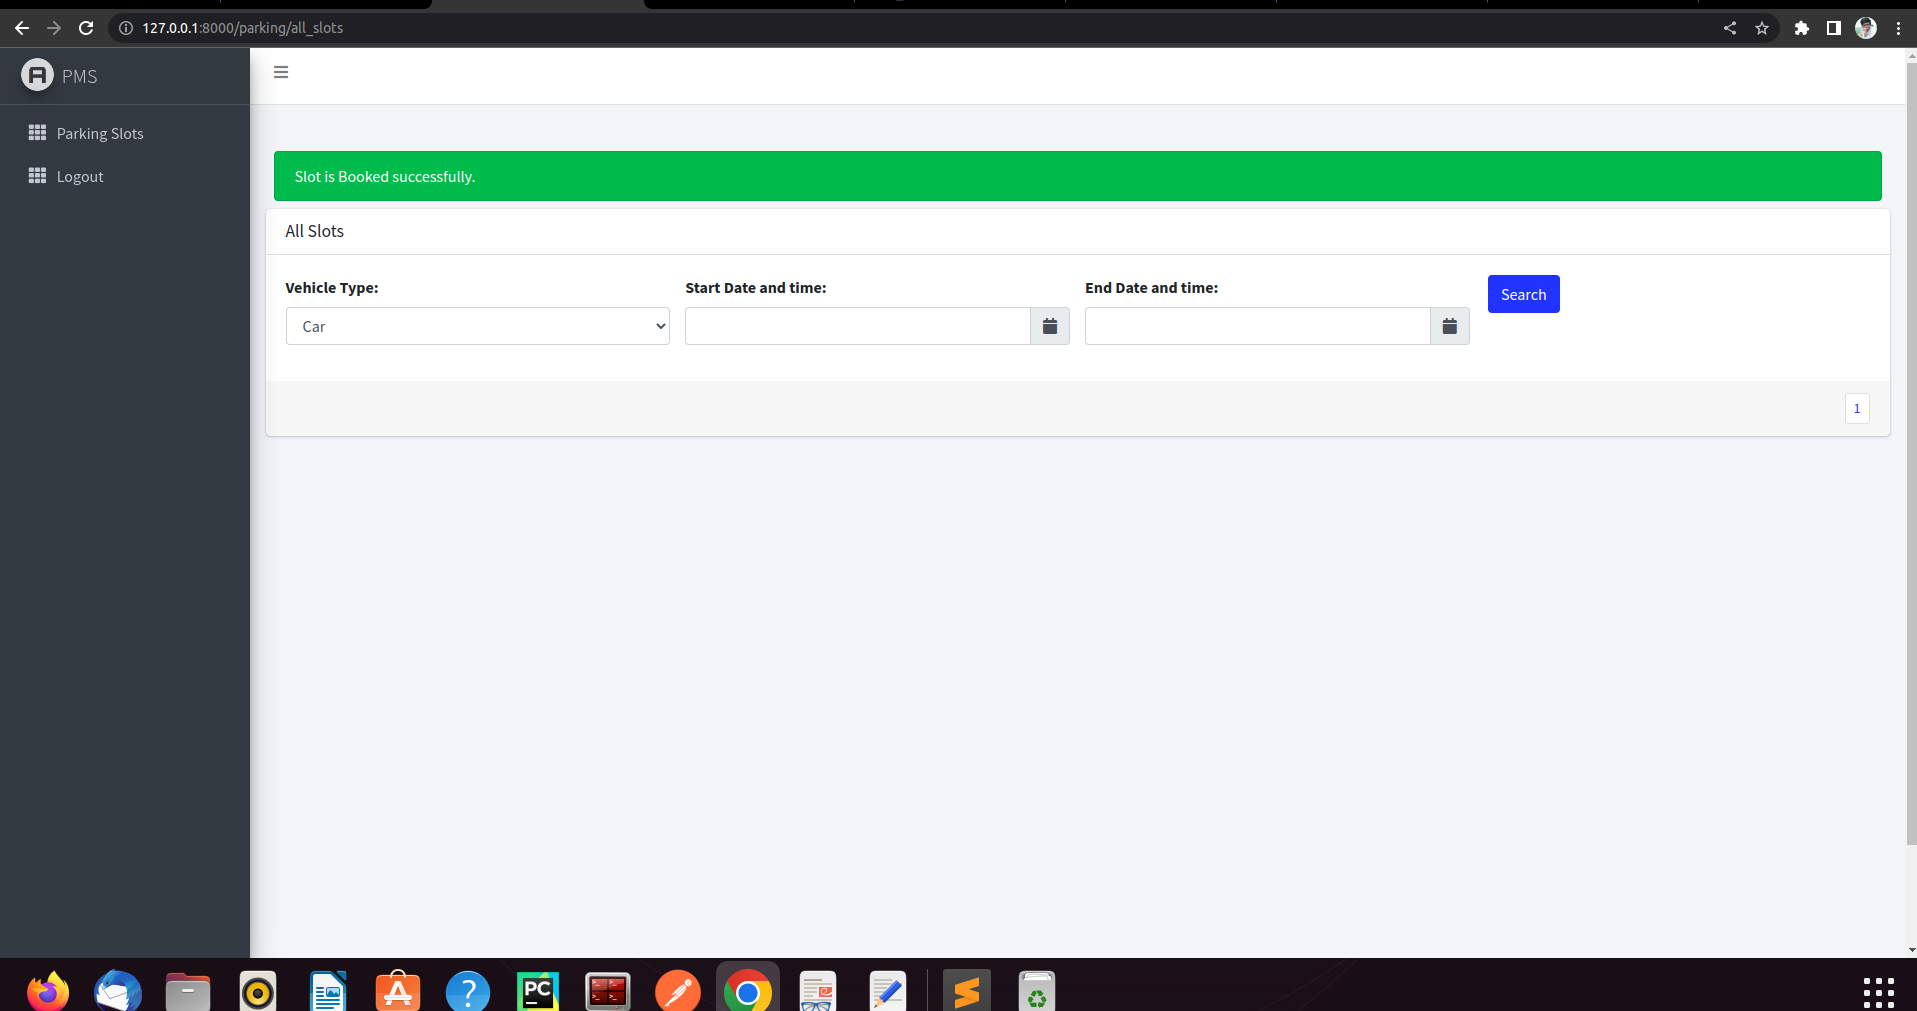 127.0.0.1:8000/parking/all_slots
PMS
Parking Slots
Logout
Slot is Booked successfully.
All Slots
Vehicle Type:
Start Date and time:
End Date and time:
Search
Car
1
PC